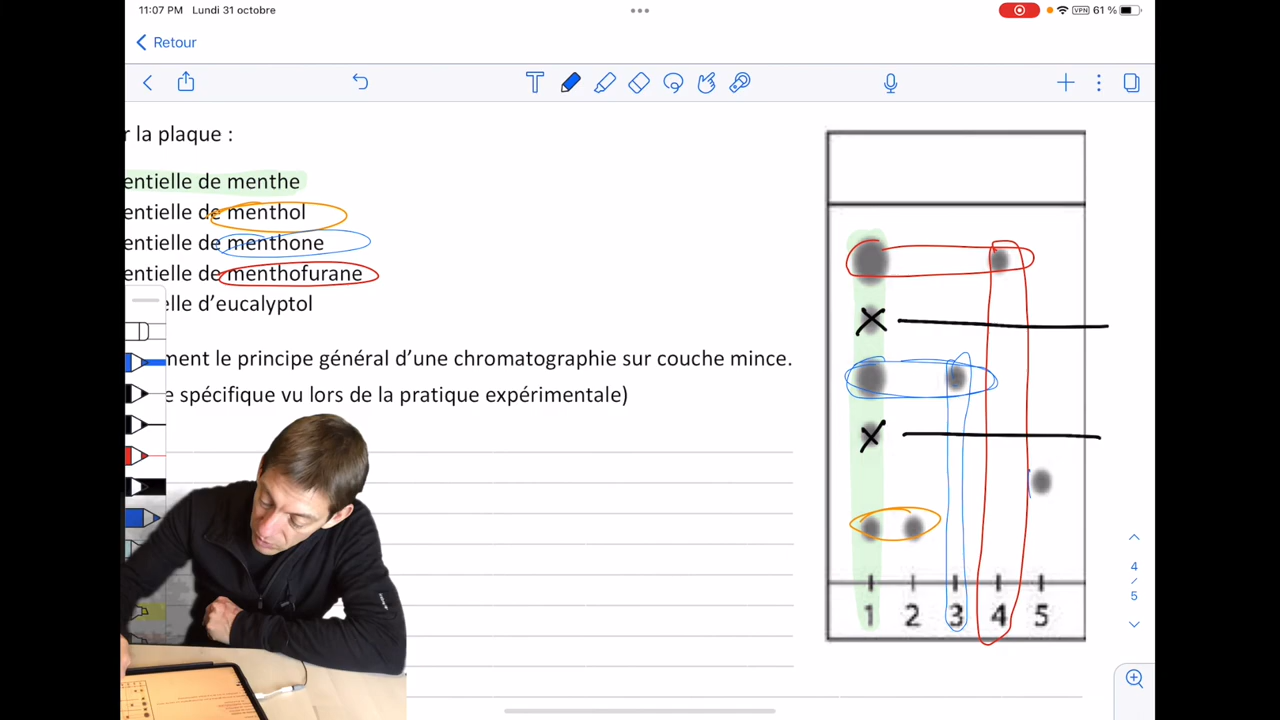 11:07 PM Lundi 31 octobre
VPN 61 %
Retour
r la plaque :
entielle de menthe
entielle de menthol
entielle de menthone
entielle de menthofurane
elle d'eucalyptol
ment le principe général d'une chromatographie sur couche mince.
e spécifique vu lors de la pratique expérimentale)
1 2 3 4 5
4
/
5